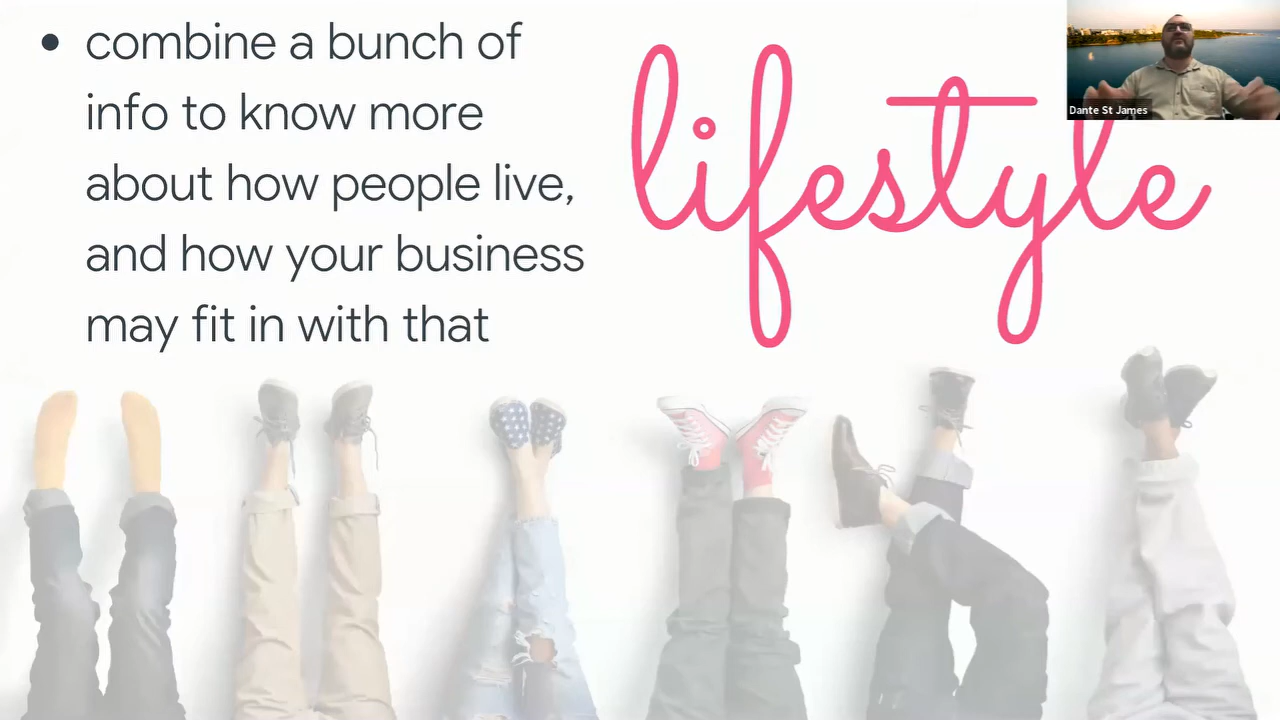 • combine a bunch of
info to know more
about how people live,
and how your business
may fit in with that
lifestyle
Dante St James